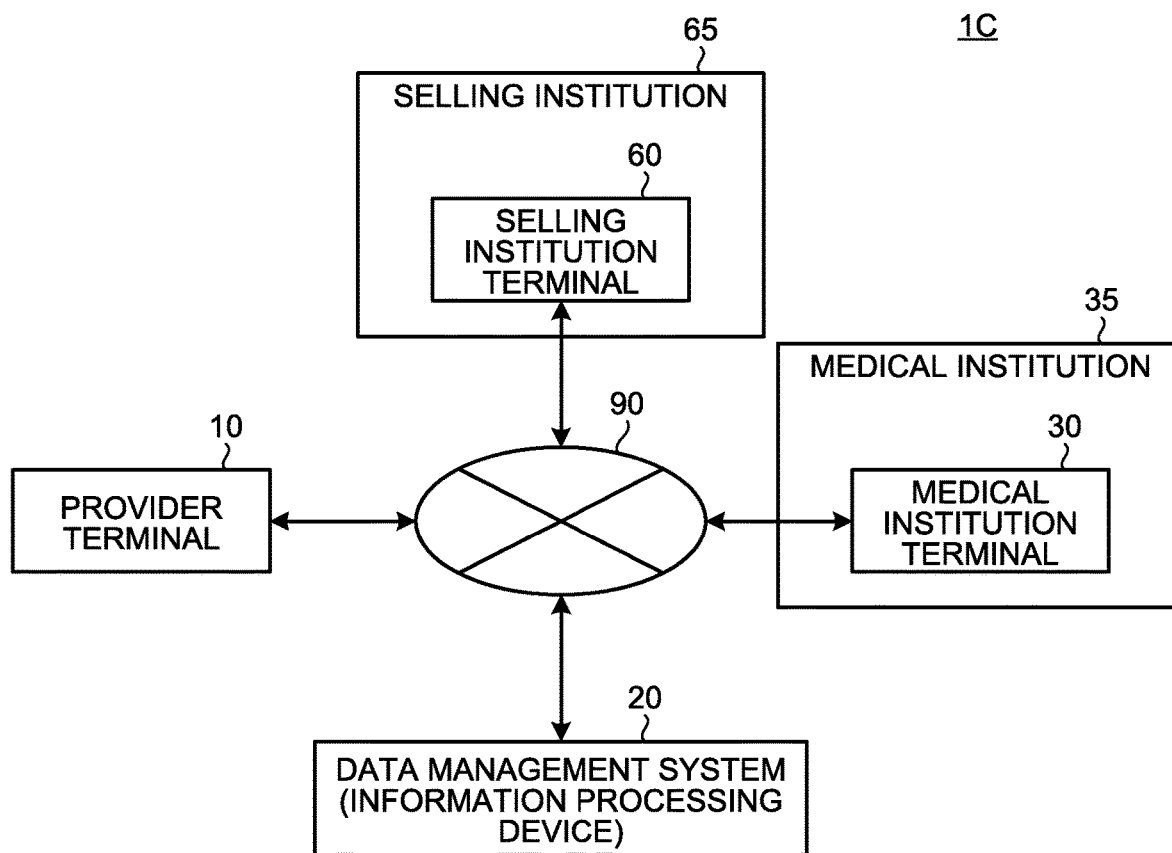 1C
65
SELLING INSTITUTION
60
SELLING
INSTITUTION
TERMINAL
35
MEDICAL INSTITUTION
30
MEDICAL
INSTITUTION
TERMINAL
90
10
PROVIDER
TERMINAL
20
DATA MANAGEMENT SYSTEM
(INFORMATION PROCESSING
DEVICE)